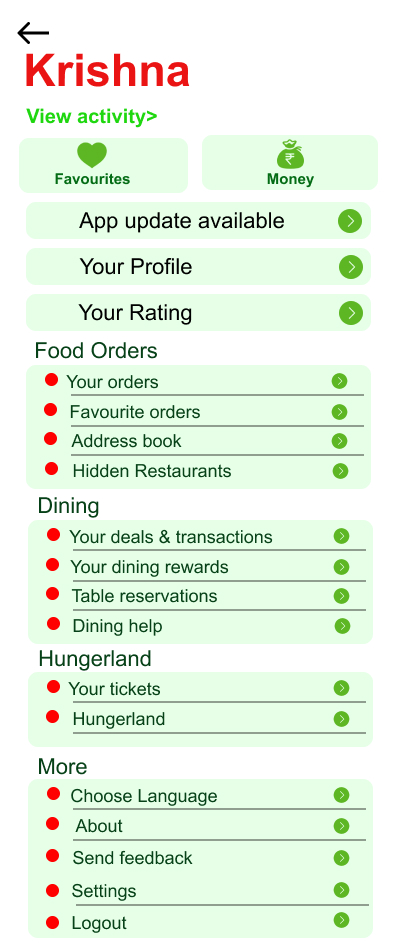 Krishna
View activity>
Favourites
Money
App update available
Your Profile
Your Rating
Food Orders
Your orders
Favourite orders
Address book
Hidden Restaurants
Dining
Your deals & transactions
Your dining rewards
Table reservations
Dining help
Hungerland
Your tickets
Hungerland
More
Choose Language
About
Send feedback
Settings
Logout